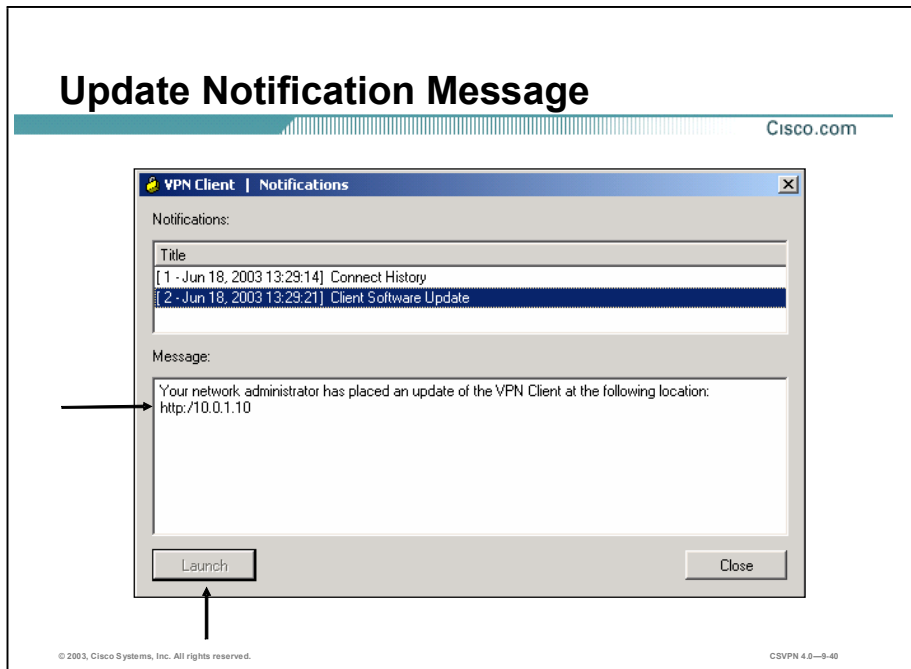 Update Notification Message
Cisco.com
VPN Client | Notifications
Notifications:
Title
[ 1 - Jun 18, 2003 13:29:14] Connect History
[ 2 - Jun 18, 2003 13:29:21] Client Software Update
Message:
Your network administrator has placed an update of the VPN Client at the following location:
http:/10.0.1.10
Launch
Close
© 2003, Cisco Systems, Inc. All rights reserved.
CSVPN 4.0—9-40